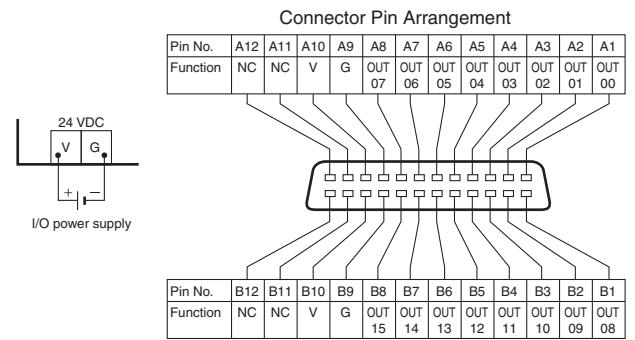 Connector Pin Arrangement
Pin No. A12 A11 A10 A9 A8 A7 A6 A5 A4 A3 A2 A1
Function NC NC V G OUT OUT OUT OUT OUT OUT OUT OUT
07 06 05 04 03 02 01 00
24 VDC
V G
+ −
I/O power supply
Pin No. B12 B11 B10 B9 B8 B7 B6 B5 B4 B3 B2 B1
Function NC NC V G OUT OUT OUT OUT OUT OUT OUT OUT
15 14 13 12 11 10 09 08